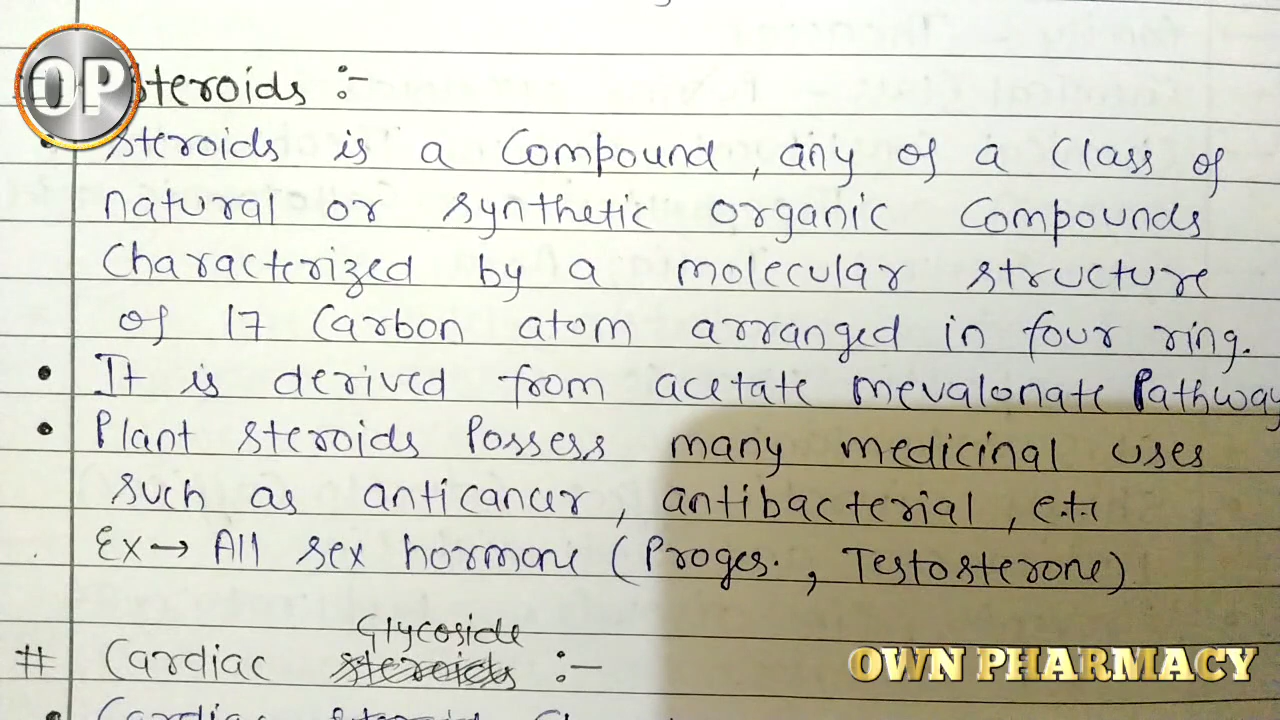 OP
# Steroids :-
• Steroids is a Compound, any of a Class of
natural or synthetic organic Compounds
Characterized by a molecular structure
of 17 Carbon atom arranged in four ring.
• It is derived from acetate mevalonate Pathway
• Plant steroids Possess many medicinal uses
such as anticancer, antibacterial, e.t.c
Ex → All sex hormone (Proges. , Testosterone)
Glycoside
# Cardiac steroids :-
• Cardiac
OWN PHARMACY